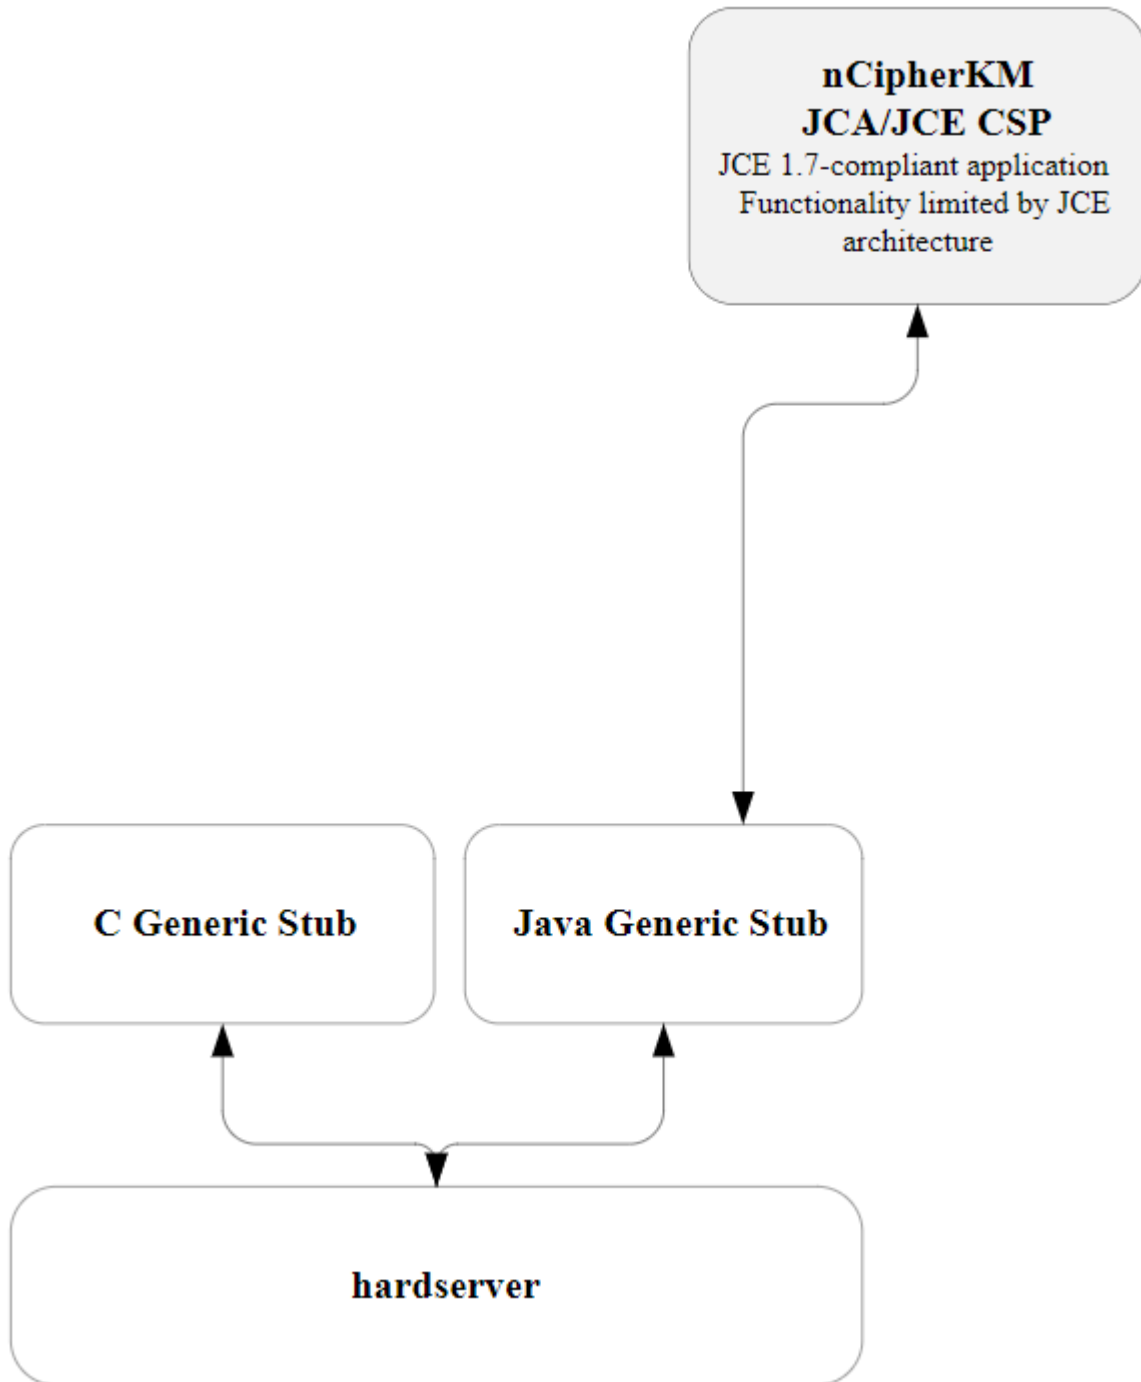 nCipherKM
JCA/JCE CSP
JCE 1.7-compliant application
Functionality limited by JCE
architecture
C Generic Stub
Java Generic Stub
hardserver